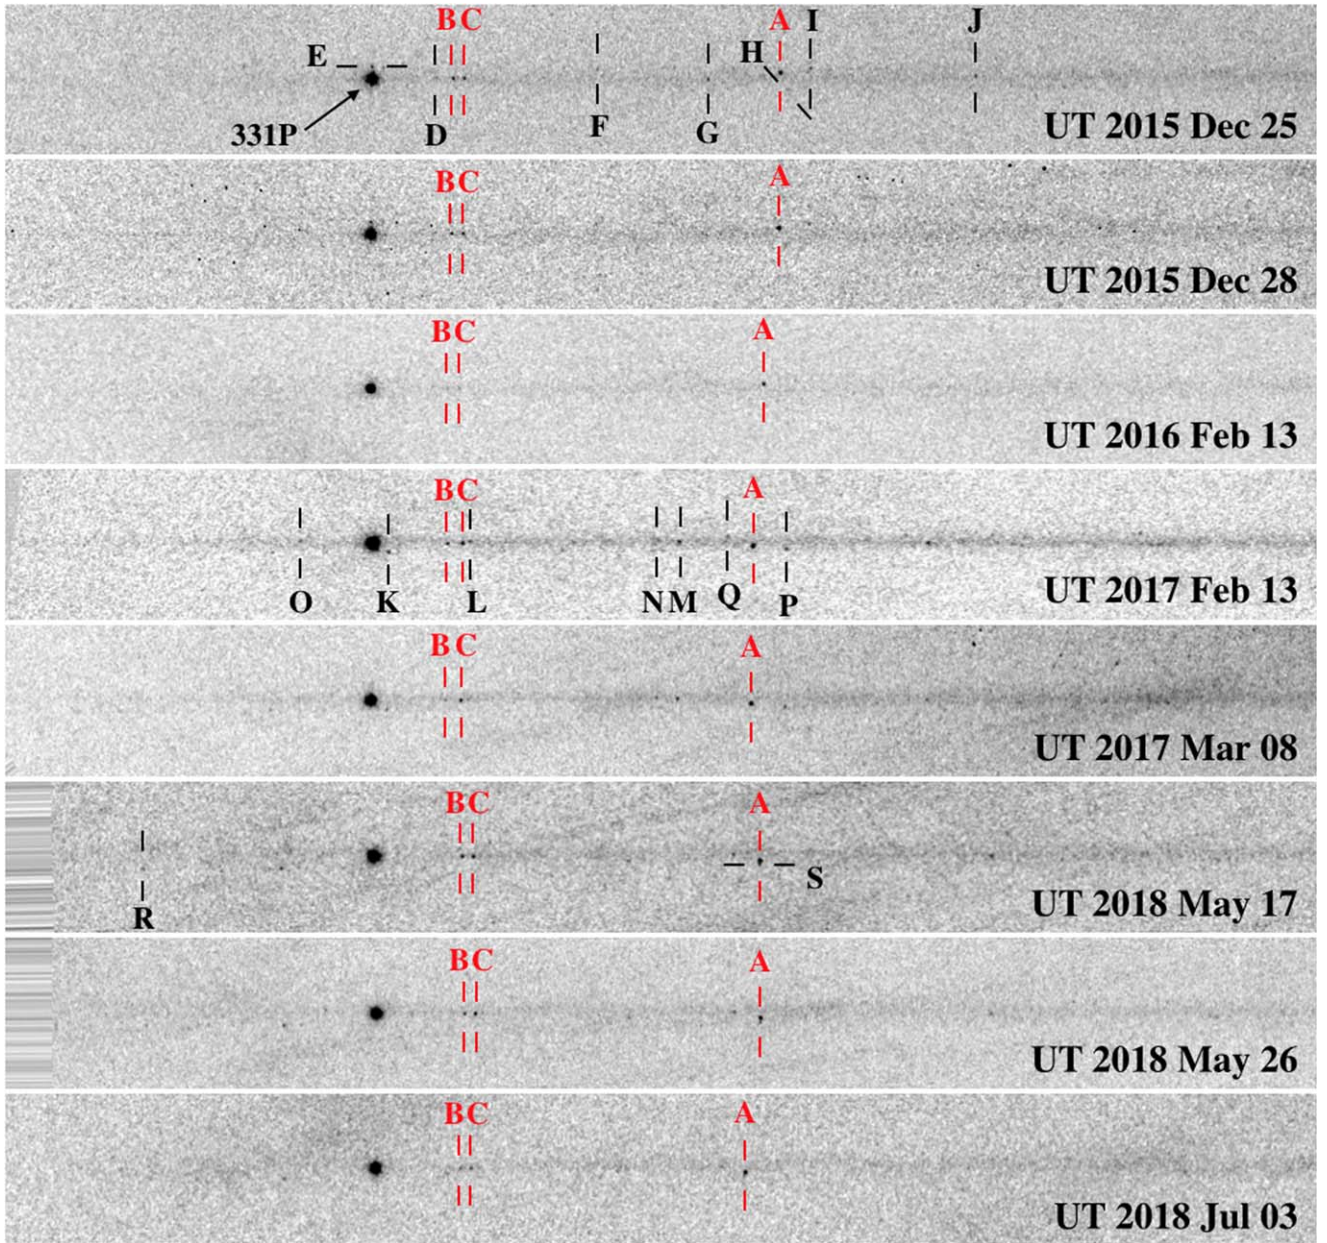 B C A I J
E H
331P D F G UT 2015 Dec 25
B C A
UT 2015 Dec 28
B C A
UT 2016 Feb 13
B C A
O K L N M Q P UT 2017 Feb 13
B C A
UT 2017 Mar 08
B C A
S
R UT 2018 May 17
B C A
UT 2018 May 26
B C A
UT 2018 Jul 03